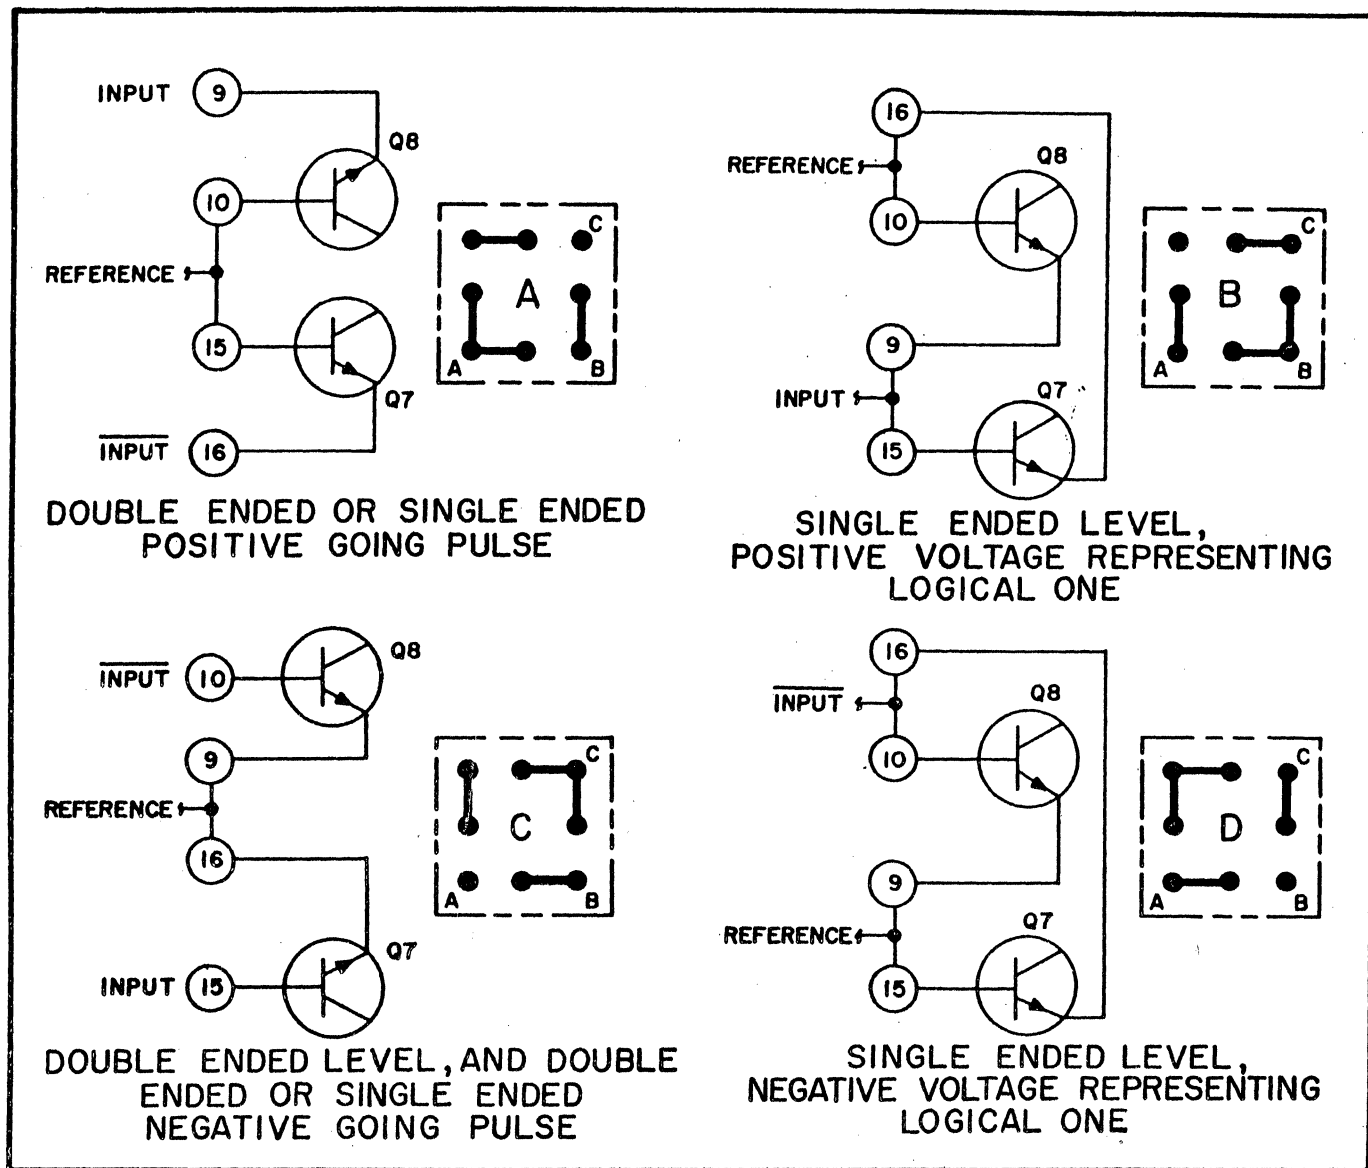 INPUT 9
Q8
10
REFERENCE
15
Q7
INPUT 16
C
A
A
B
DOUBLE ENDED OR SINGLE ENDED
POSITIVE GOING PULSE
16
Q8
REFERENCE
10
9
INPUT
Q7
15
C
B
A
B
SINGLE ENDED LEVEL,
POSITIVE VOLTAGE REPRESENTING
LOGICAL ONE
Q8
INPUT 10
9
REFERENCE
16
Q7
INPUT 15
C
C
A
B
DOUBLE ENDED LEVEL, AND DOUBLE
ENDED OR SINGLE ENDED
NEGATIVE GOING PULSE
16
Q8
INPUT
10
9
REFERENCE
Q7
15
C
D
A
B
SINGLE ENDED LEVEL,
NEGATIVE VOLTAGE REPRESENTING
LOGICAL ONE